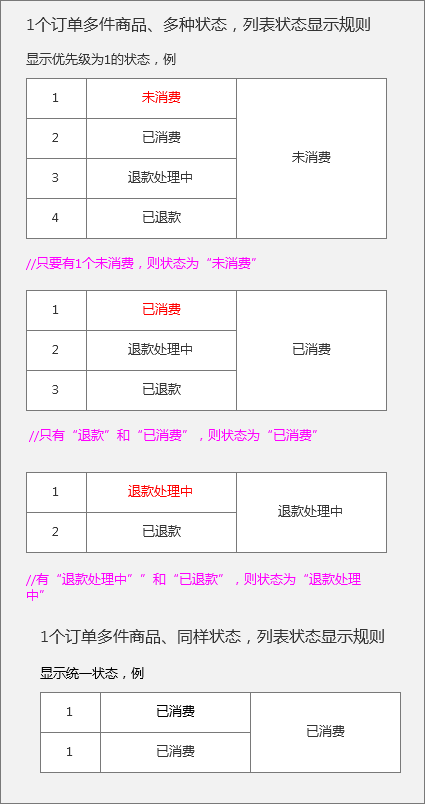 1个订单多件商品、多种状态，列表状态显示规则
显示优先级为1的状态，例
1 未消费
2 已消费
未消费
3 退款处理中
4 已退款
//只要有1个未消费，则状态为“未消费”
1 已消费
2 退款处理中 已消费
3 已退款
//只有“退款”和“已消费”，则状态为“已消费”
1 退款处理中
退款处理中
2 已退款
//有“退款处理中””和“已退款”，则状态为“退款处理
中”
1个订单多件商品、同样状态，列表状态显示规则
显示统一状态，例
1 已消费
已消费
1 已消费